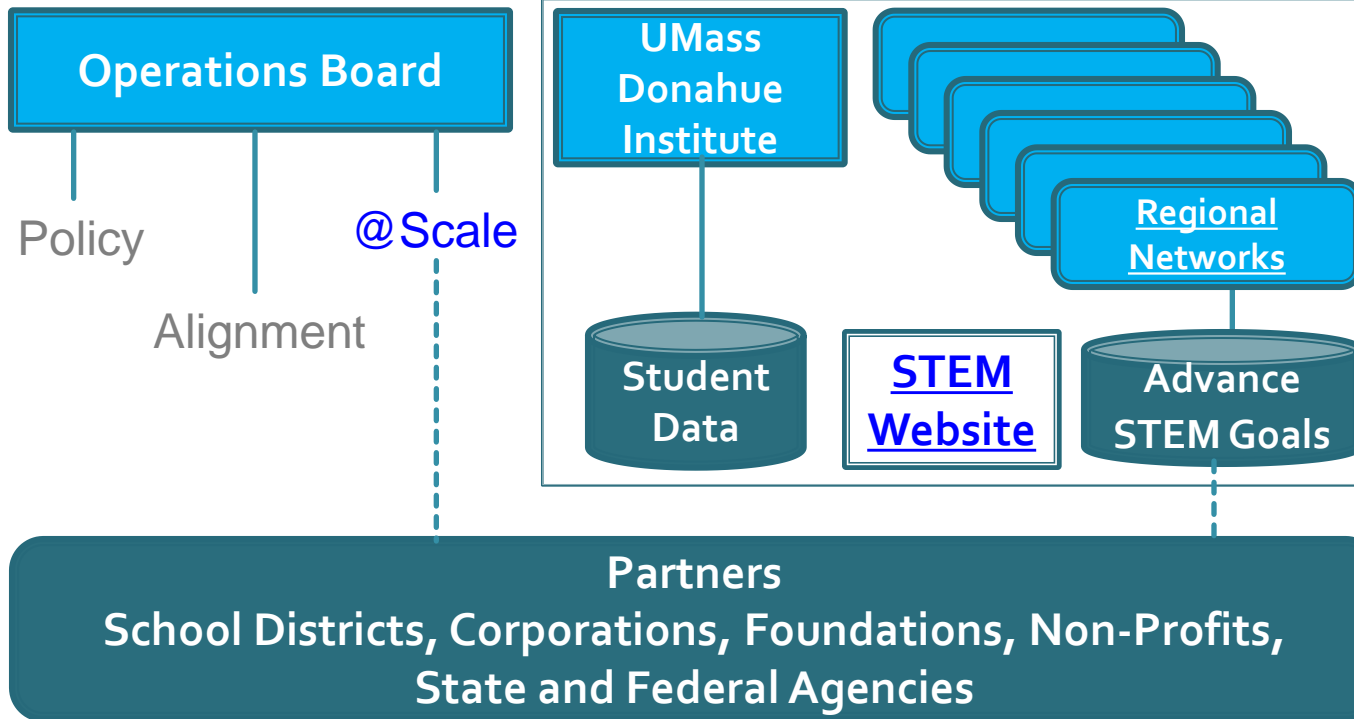 Operations Board
Policy
Alignment
@Scale
UMass
Donahue
Institute
Student
Data
STEM
Website
Regional
Networks
Advance
STEM Goals
Partners
School Districts, Corporations, Foundations, Non-Profits,
State and Federal Agencies